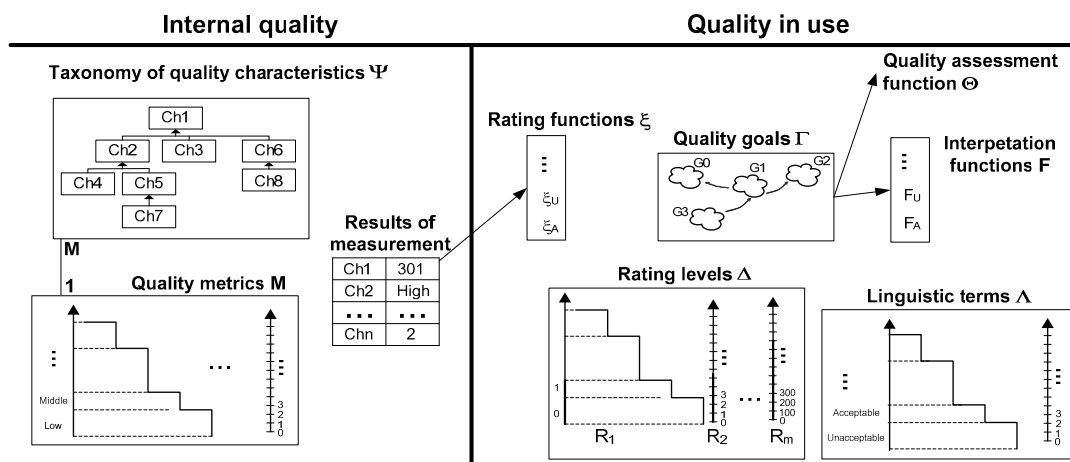 Internal quality
Quality in use
Taxonomy of quality characteristics Ψ
Ch1
Ch2
Ch3
Ch6
Ch4
Ch5
Ch8
Ch7
M
1
Quality metrics M
...
Middle
Low
...
...
3
2
1
0
Results of
measurement
Ch1 301
Ch2 High
... ...
Chn 2
Rating functions ξ
...
ξU
ξA
Quality goals Γ
G0
G1
G2
G3
Quality assessment
function Θ
Interpetation
functions F
...
FU
FA
Rating levels Δ
1
0
R1
...
3
2
1
0
R2
...
...
300
200
100
0
Rm
Linguistic terms Λ
...
Acceptable
Unacceptable
...
3
2
1
0